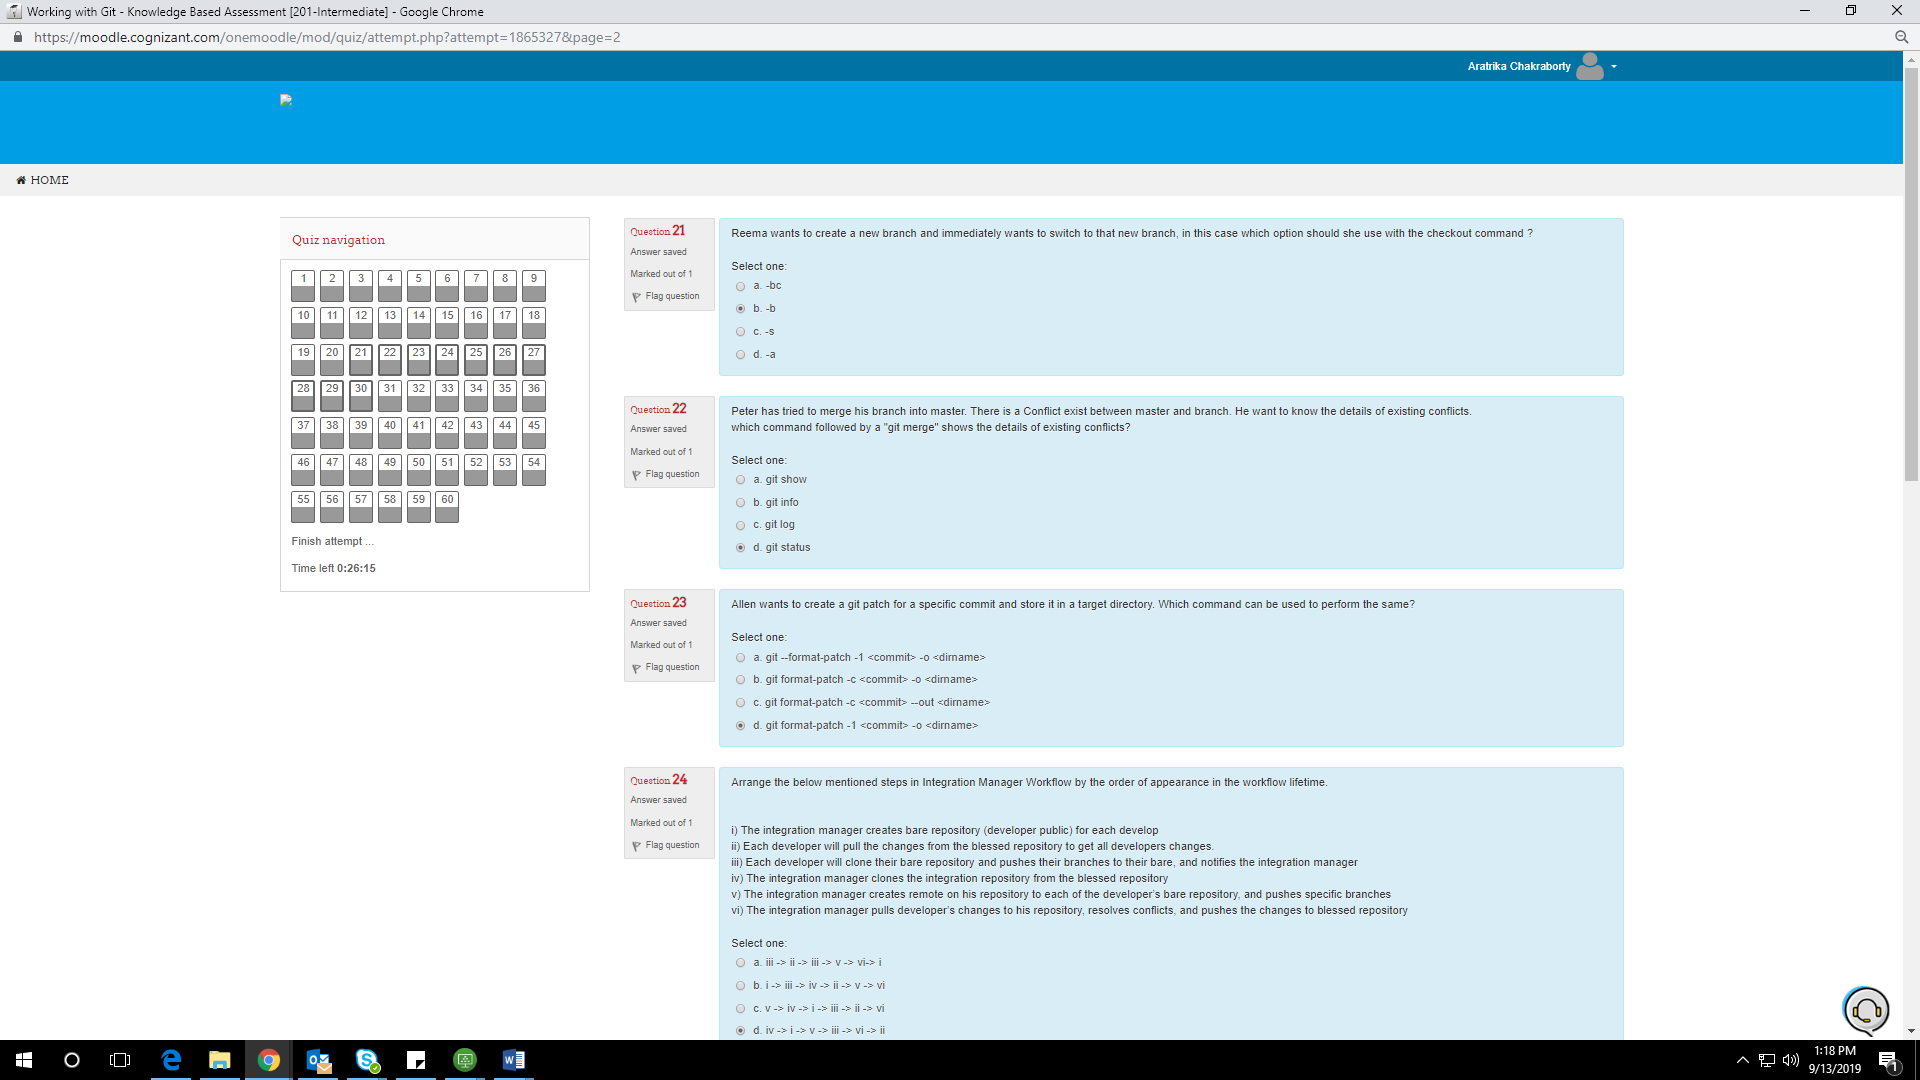 Working with Git - Knowledge Based Assessment [201-Intermediate] - Google Chrome
https://moodle.cognizant.com/onemoodle/mod/quiz/attempt.php?attempt=1865327&page=2
Aratrika Chakraborty
HOME
Quiz navigation
1 2 3 4 5 6 7 8 9
10 11 12 13 14 15 16 17 18
19 20 21 22 23 24 25 26 27
28 29 30 31 32 33 34 35 36
37 38 39 40 41 42 43 44 45
46 47 48 49 50 51 52 53 54
55 56 57 58 59 60
Finish attempt ...
Time left 0:26:15
Question 21
Answer saved
Marked out of 1
Flag question
Reema wants to create a new branch and immediately wants to switch to that new branch, in this case which option should she use with the checkout command ?
Select one:
a. -bc
b. -b
c. -s
d. -a
Question 22
Answer saved
Marked out of 1
Flag question
Peter has tried to merge his branch into master. There is a Conflict exist between master and branch. He want to know the details of existing conflicts.
which command followed by a "git merge" shows the details of existing conflicts?
Select one:
a. git show
b. git info
c. git log
d. git status
Question 23
Answer saved
Marked out of 1
Flag question
Allen wants to create a git patch for a specific commit and store it in a target directory. Which command can be used to perform the same?
Select one:
a. git --format-patch -1 <commit> -o <dirname>
b. git format-patch -c <commit> -o <dirname>
c. git format-patch -c <commit> --out <dirname>
d. git format-patch -1 <commit> -o <dirname>
Question 24
Answer saved
Marked out of 1
Flag question
Arrange the below mentioned steps in Integration Manager Workflow by the order of appearance in the workflow lifetime.
i) The integration manager creates bare repository (developer public) for each develop
ii) Each developer will pull the changes from the blessed repository to get all developers changes.
iii) Each developer will clone their bare repository and pushes their branches to their bare, and notifies the integration manager
iv) The integration manager clones the integration repository from the blessed repository
v) The integration manager creates remote on his repository to each of the developer's bare repository, and pushes specific branches
vi) The integration manager pulls developer's changes to his repository, resolves conflicts, and pushes the changes to blessed repository
Select one:
a. iii -> ii -> iii -> v -> vi-> i
b. i -> iii -> iv -> ii -> v -> vi
c. v -> iv -> i -> iii -> ii -> vi
d. iv -> i -> v -> iii -> vi -> ii
1:18 PM
9/13/2019
1